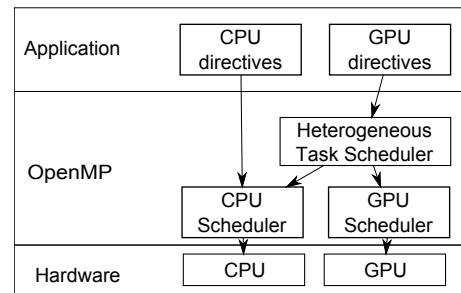 Application
CPU
directives
GPU
directives
OpenMP
Heterogeneous
Task Scheduler
CPU
Scheduler
GPU
Scheduler
Hardware
CPU
GPU